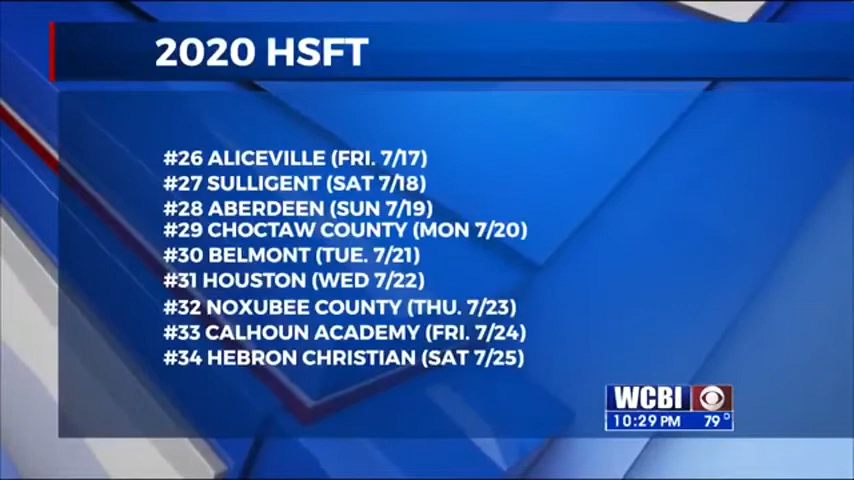 2020 HSFT
#26 ALICEVILLE (FRI. 7/17)
#27 SULLIGENT (SAT 7/18)
#28 ABERDEEN (SUN 7/19)
#29 CHOCTAW COUNTY (MON 7/20)
#30 BELMONT (TUE. 7/21)
#31 HOUSTON (WED 7/22)
#32 NOXUBEE COUNTY (THU. 7/23)
#33 CALHOUN ACADEMY (FRI. 7/24)
#34 HEBRON CHRISTIAN (SAT 7/25)
WCBI
10:29 PM 79°